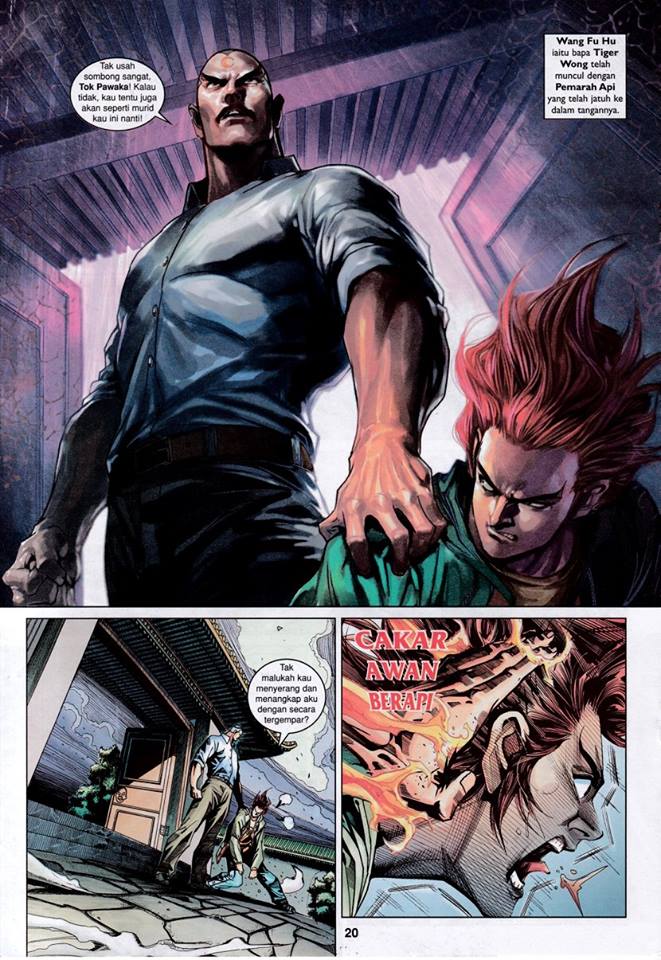 Tak usah
sombong sangat,
Tok Pawaka! Kalau
tidak, kau tentu juga
akan seperti murid
kau ini nanti!
Wang Fu Hu
iaitu bapa Tiger
Wong telah
muncul dengan
Pemarah Api
yang telah jatuh ke
dalam tangannya.
Tak
malukah kau
menyerang dan
menangkap aku
dengan secara
tergempar?
CAKAR
AWAN
BERAPI
20